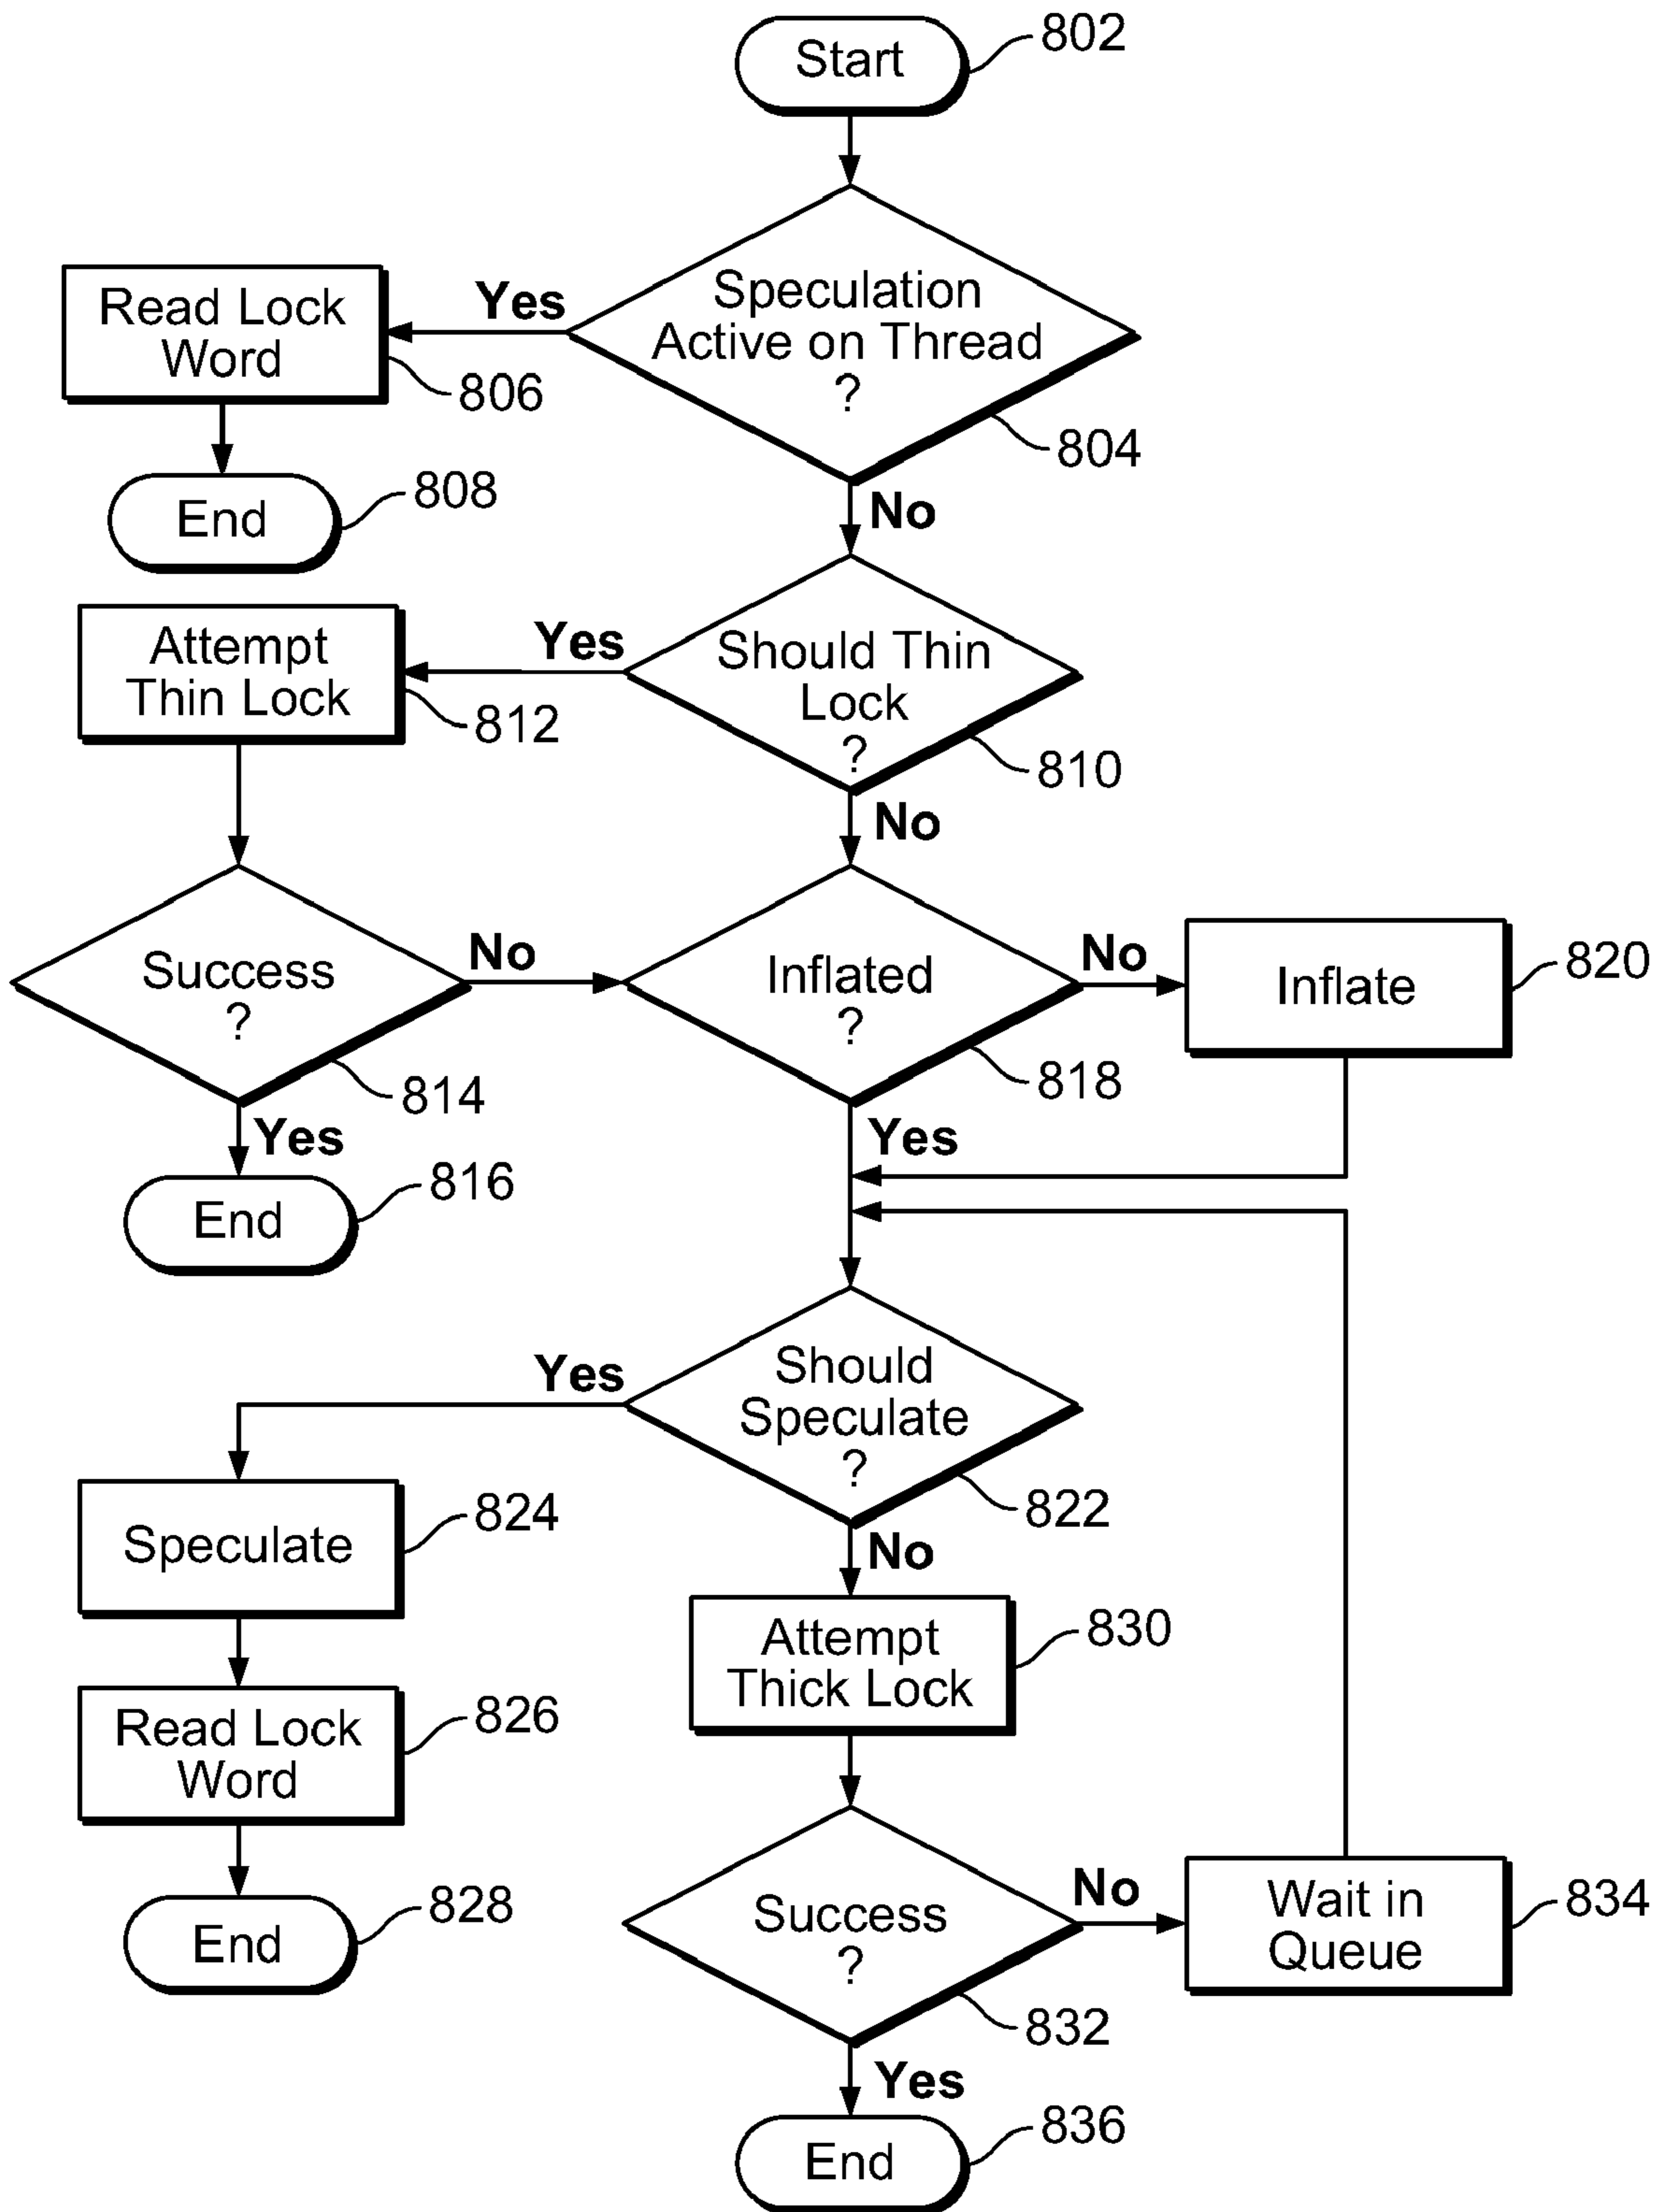 Start
802
Speculation
Active on Thread
?
804
Yes
Read Lock
Word
806
End
808
No
Should Thin
Lock
?
810
Yes
Attempt
Thin Lock
812
No
Success
?
814
No
Inflated
?
818
No
Inflate
820
Yes
End
816
Yes
Should
Speculate
?
822
Yes
Speculate
824
Read Lock
Word
826
End
828
No
Attempt
Thick Lock
830
Success
?
832
No
Wait in
Queue
834
Yes
End
836